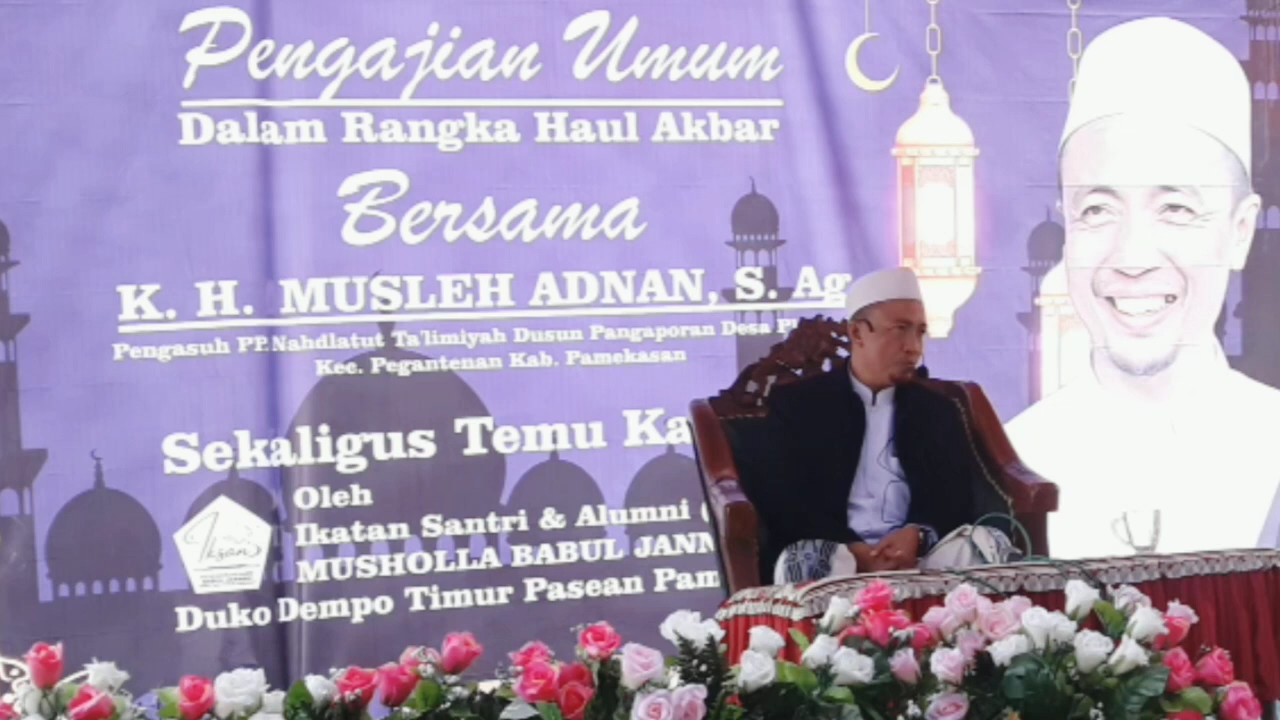 Pengajian Umum
Dalam Rangka Haul Akbar
Bersama
K. H. MUSLEH ADNAN, S. Ag
Pengasuh PP.Nahdlatut Ta'limiyah Dusun Pangaporan Desa
Kec. Pegantenan Kab. Pamekasan
Sekaligus Temu
Oleh
Ikatan Santri & Alumni
MUSHOLLA BABUL
Duko Dempo Timur Pasean
Iksan